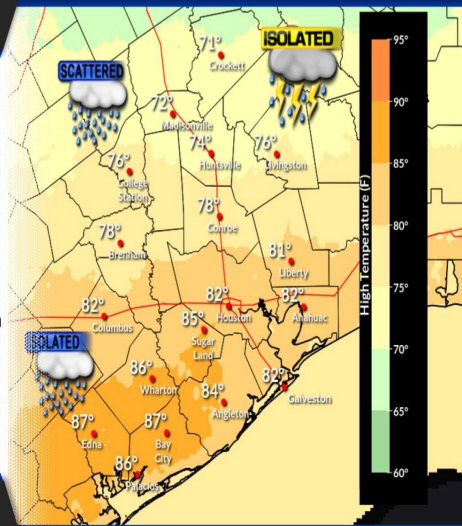 71°
Crockett
ISOLATED
SCATTERED
72°
Madisonville
74°
Huntsville
76°
Livingston
76°
College
Station
78°
Conroe
78°
Brenham
81°
Liberty
82°
Columbus
82°
Houston
82°
Anahuac
85°
Sugar
Land
ISOLATED
86°
Wharton
84°
Angleton
82°
Galveston
87°
Edna
87°
Bay
City
86°
Palacios
High Temperature (F)
95°
90°
85°
80°
75°
70°
65°
60°